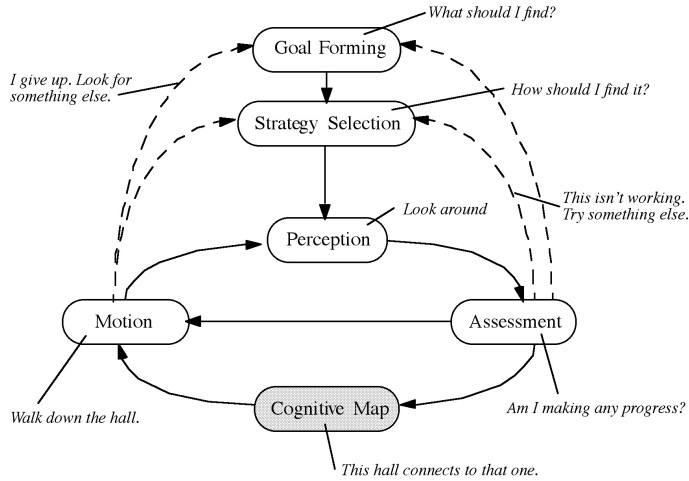 What should I find?
Goal Forming
I give up. Look for
something else.
How should I find it?
Strategy Selection
This isn't working.
Try something else.
Look around
Perception
Motion
Assessment
Cognitive Map
Walk down the hall.
Am I making any progress?
This hall connects to that one.